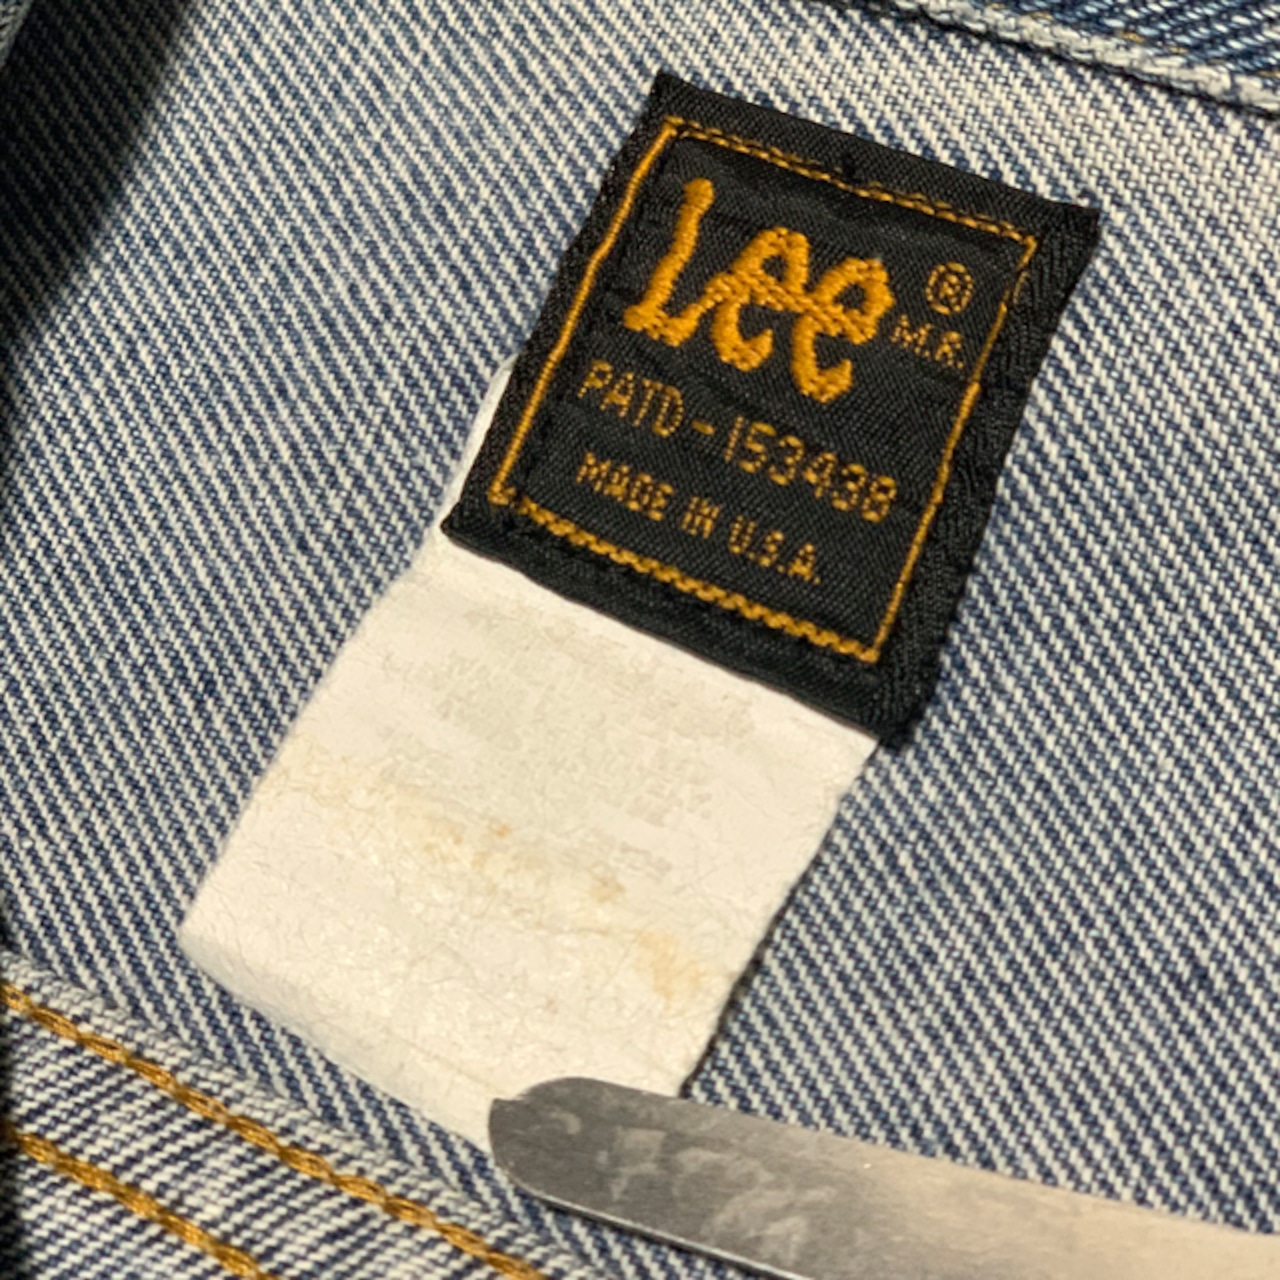 Lee ®
M.R.
PATD-153438
MADE IN U.S.A.